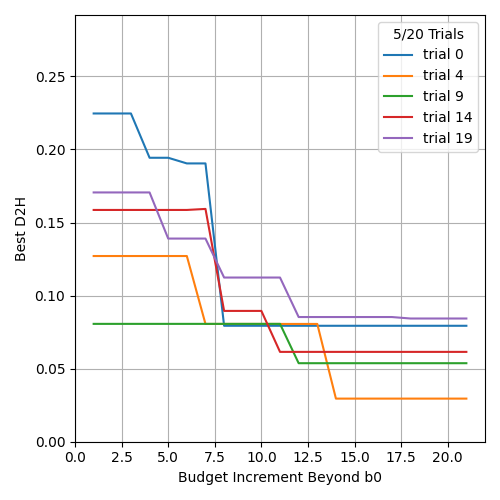 5/20 Trials
trial 0
trial 4
trial 9
trial 14
trial 19
0.25
0.20
0.15
0.10
0.05
0.00
Best D2H
0.0 2.5 5.0 7.5 10.0 12.5 15.0 17.5 20.0
Budget Increment Beyond b0